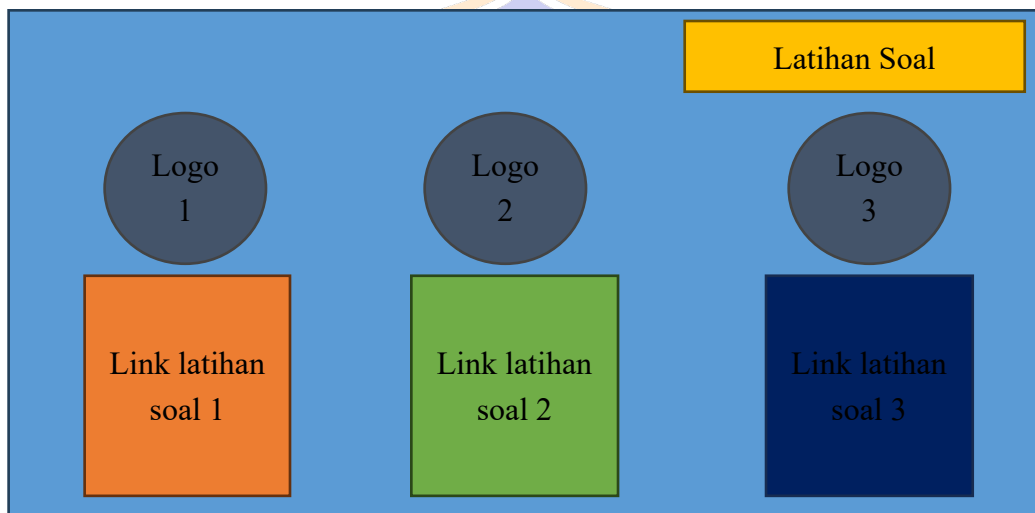 Latihan Soal
Logo
1
Logo
2
Logo
3
Link latihan
soal 1
Link latihan
soal 2
Link latihan
soal 3